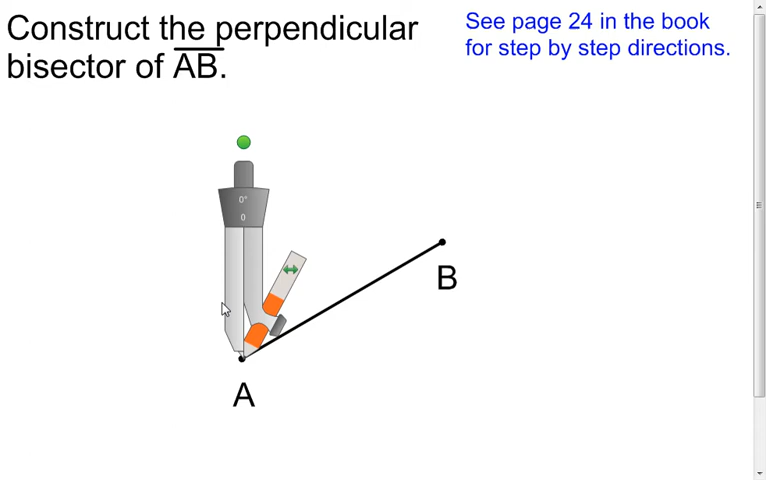 Construct the perpendicular
bisector of AB.
See page 24 in the book
for step by step directions.
0°
0
B
A